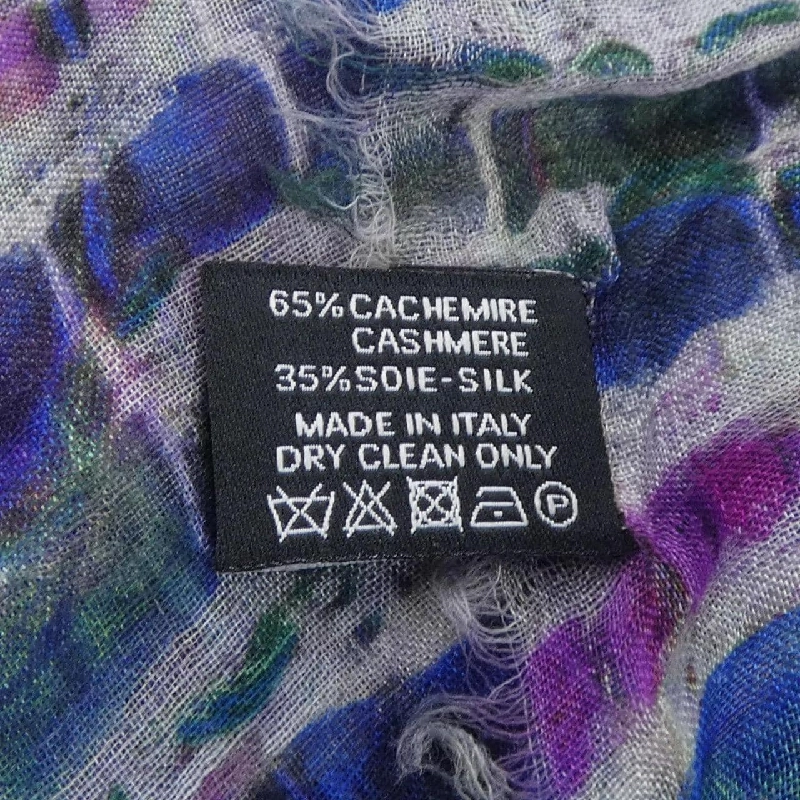 65% CACHEMIRE
CASHMERE
35% SOIE-SILK
MADE IN ITALY
DRY CLEAN ONLY
P